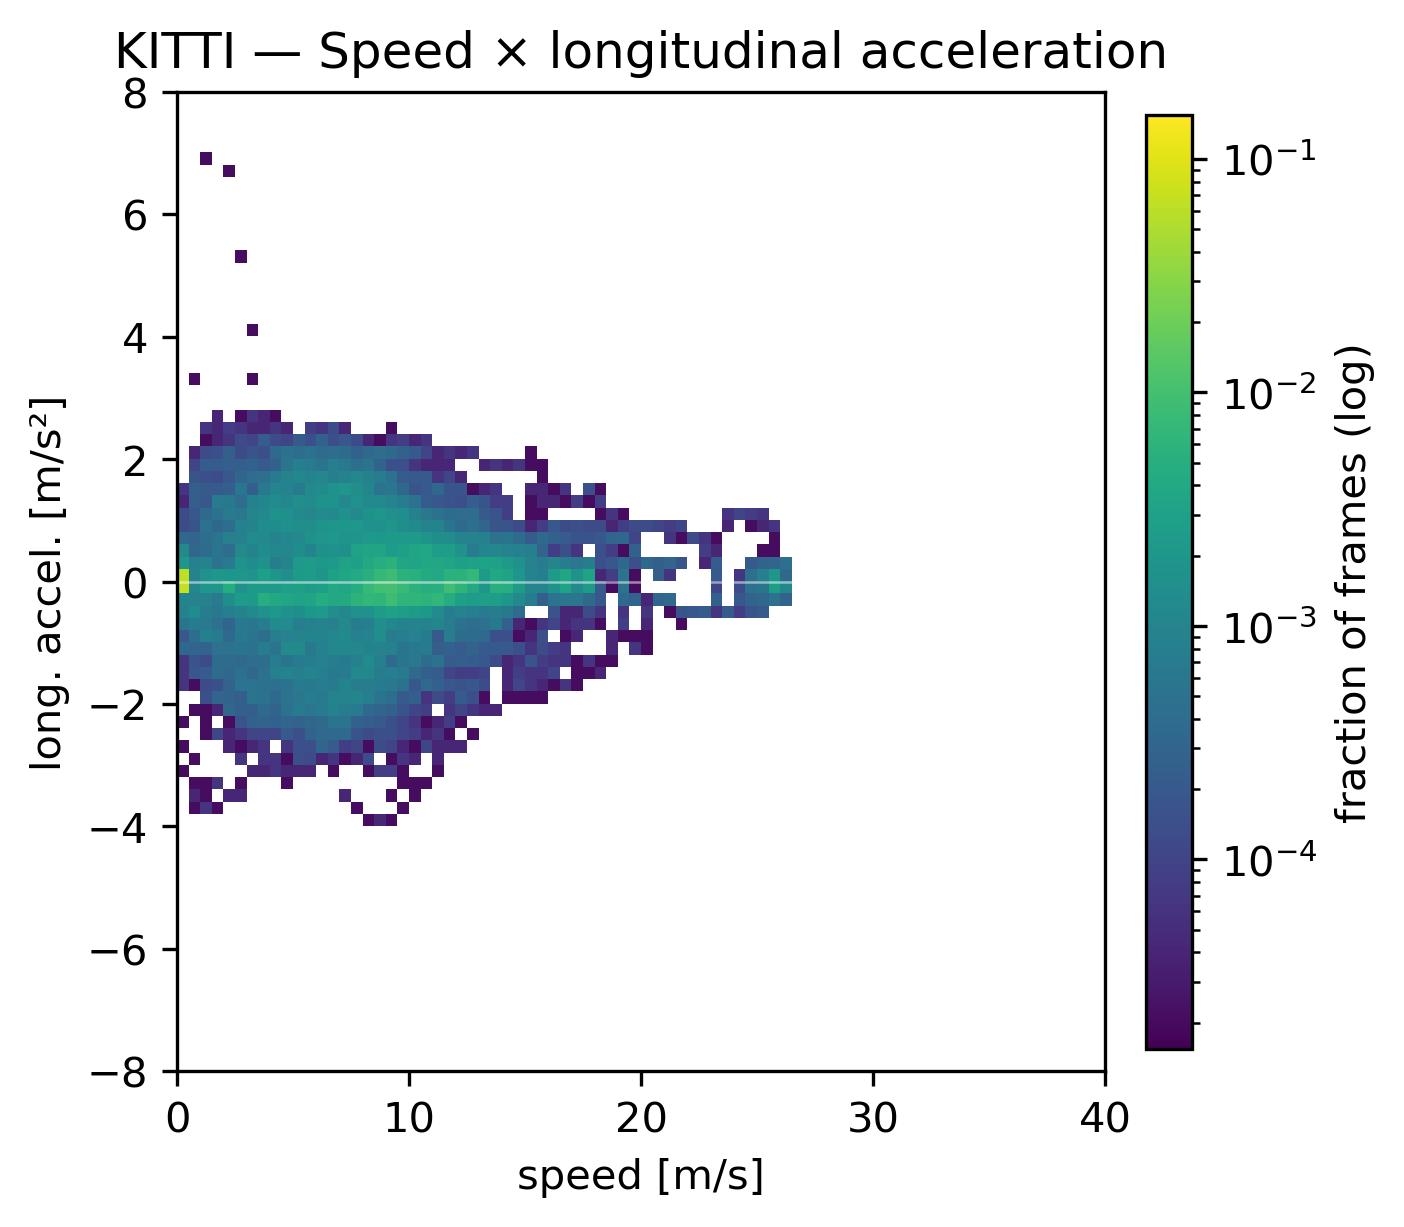 KITTI — Speed × longitudinal acceleration
8
6
4
2
0
−2
−4
−6
−8
long. accel. [m/s²]
0 10 20 30 40
speed [m/s]
10⁻¹
10⁻²
10⁻³
10⁻⁴
fraction of frames (log)